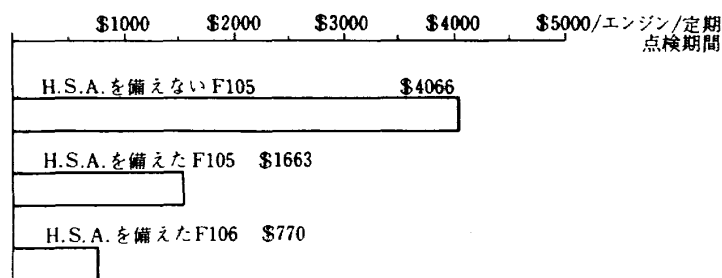 $1000 $2000 $3000 $4000 $5000/エンジン/定期
点検期間
H.S.A.を備えないF105 $4066
H.S.A.を備えたF105 $1663
H.S.A.を備えたF106 $770